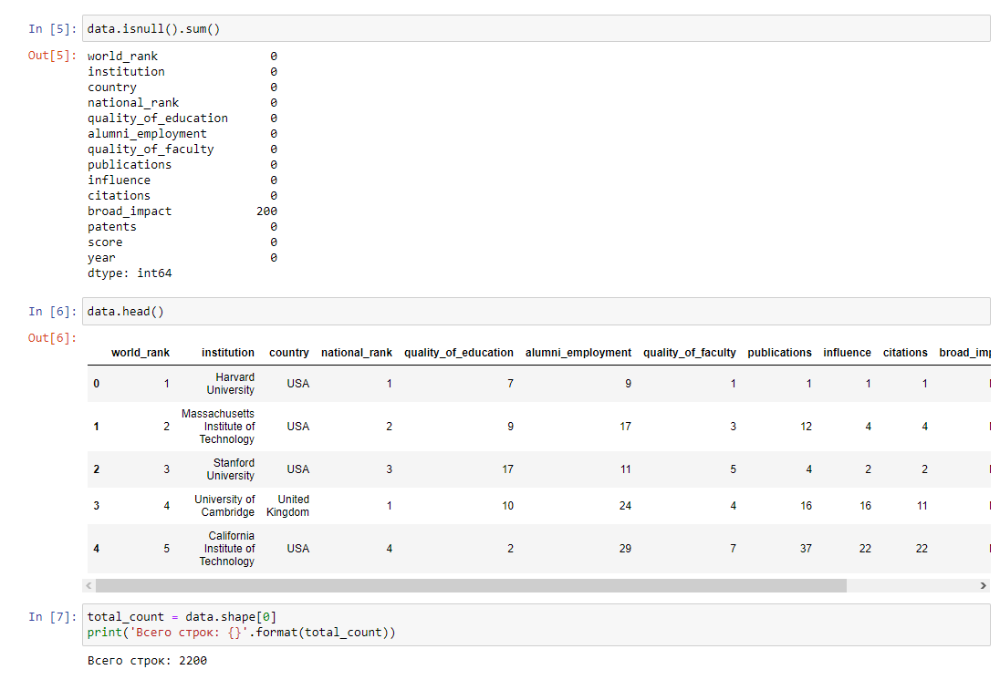 In [5]: data.isnull().sum()
Out[5]: world_rank 0
institution 0
country 0
national_rank 0
quality_of_education 0
alumni_employment 0
quality_of_faculty 0
publications 0
influence 0
citations 0
broad_impact 200
patents 0
score 0
year 0
dtype: int64
In [6]: data.head()
Out[6]:
world_rank institution country national_rank quality_of_education alumni_employment quality_of_faculty publications influence citations broad_imp
0 1 Harvard University USA 1 7 9 1 1 1 1
1 2 Massachusetts Institute of Technology USA 2 9 17 3 12 4 4
2 3 Stanford University USA 3 17 11 5 4 2 2
3 4 University of Cambridge United Kingdom 1 10 24 4 16 16 11
4 5 California Institute of Technology USA 4 2 29 7 37 22 22
In [7]: total_count = data.shape[0]
print('Всего строк: {}'.format(total_count))
Всего строк: 2200